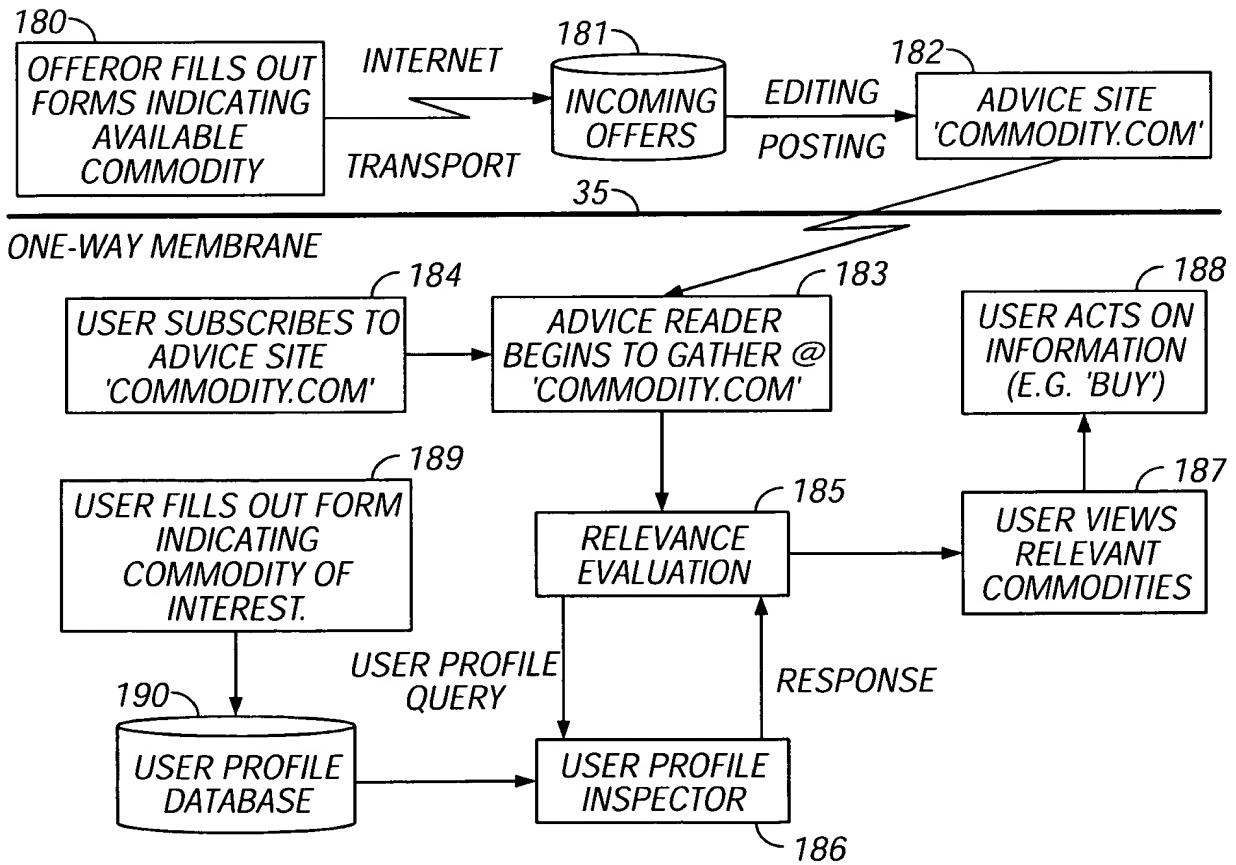 180
OFFEROR FILLS OUT
FORMS INDICATING
AVAILABLE
COMMODITY
INTERNET
TRANSPORT
181
INCOMING
OFFERS
EDITING
POSTING
182
ADVICE SITE
'COMMODITY.COM'
35
ONE-WAY MEMBRANE
184
USER SUBSCRIBES TO
ADVICE SITE
'COMMODITY.COM'
183
ADVICE READER
BEGINS TO GATHER @
'COMMODITY.COM'
188
USER ACTS ON
INFORMATION
(E.G. 'BUY')
189
USER FILLS OUT FORM
INDICATING
COMMODITY OF
INTEREST.
185
RELEVANCE
EVALUATION
187
USER VIEWS
RELEVANT
COMMODITIES
USER PROFILE
QUERY
RESPONSE
190
USER PROFILE
DATABASE
USER PROFILE
INSPECTOR
186